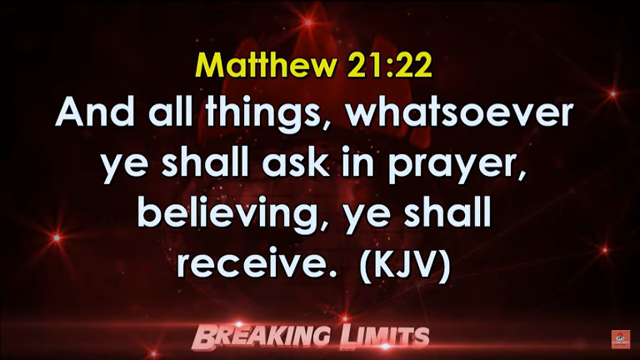 Matthew 21:22
And all things, whatsoever
ye shall ask in prayer,
believing, ye shall
receive. (KJV)
BREAKING LIMITS